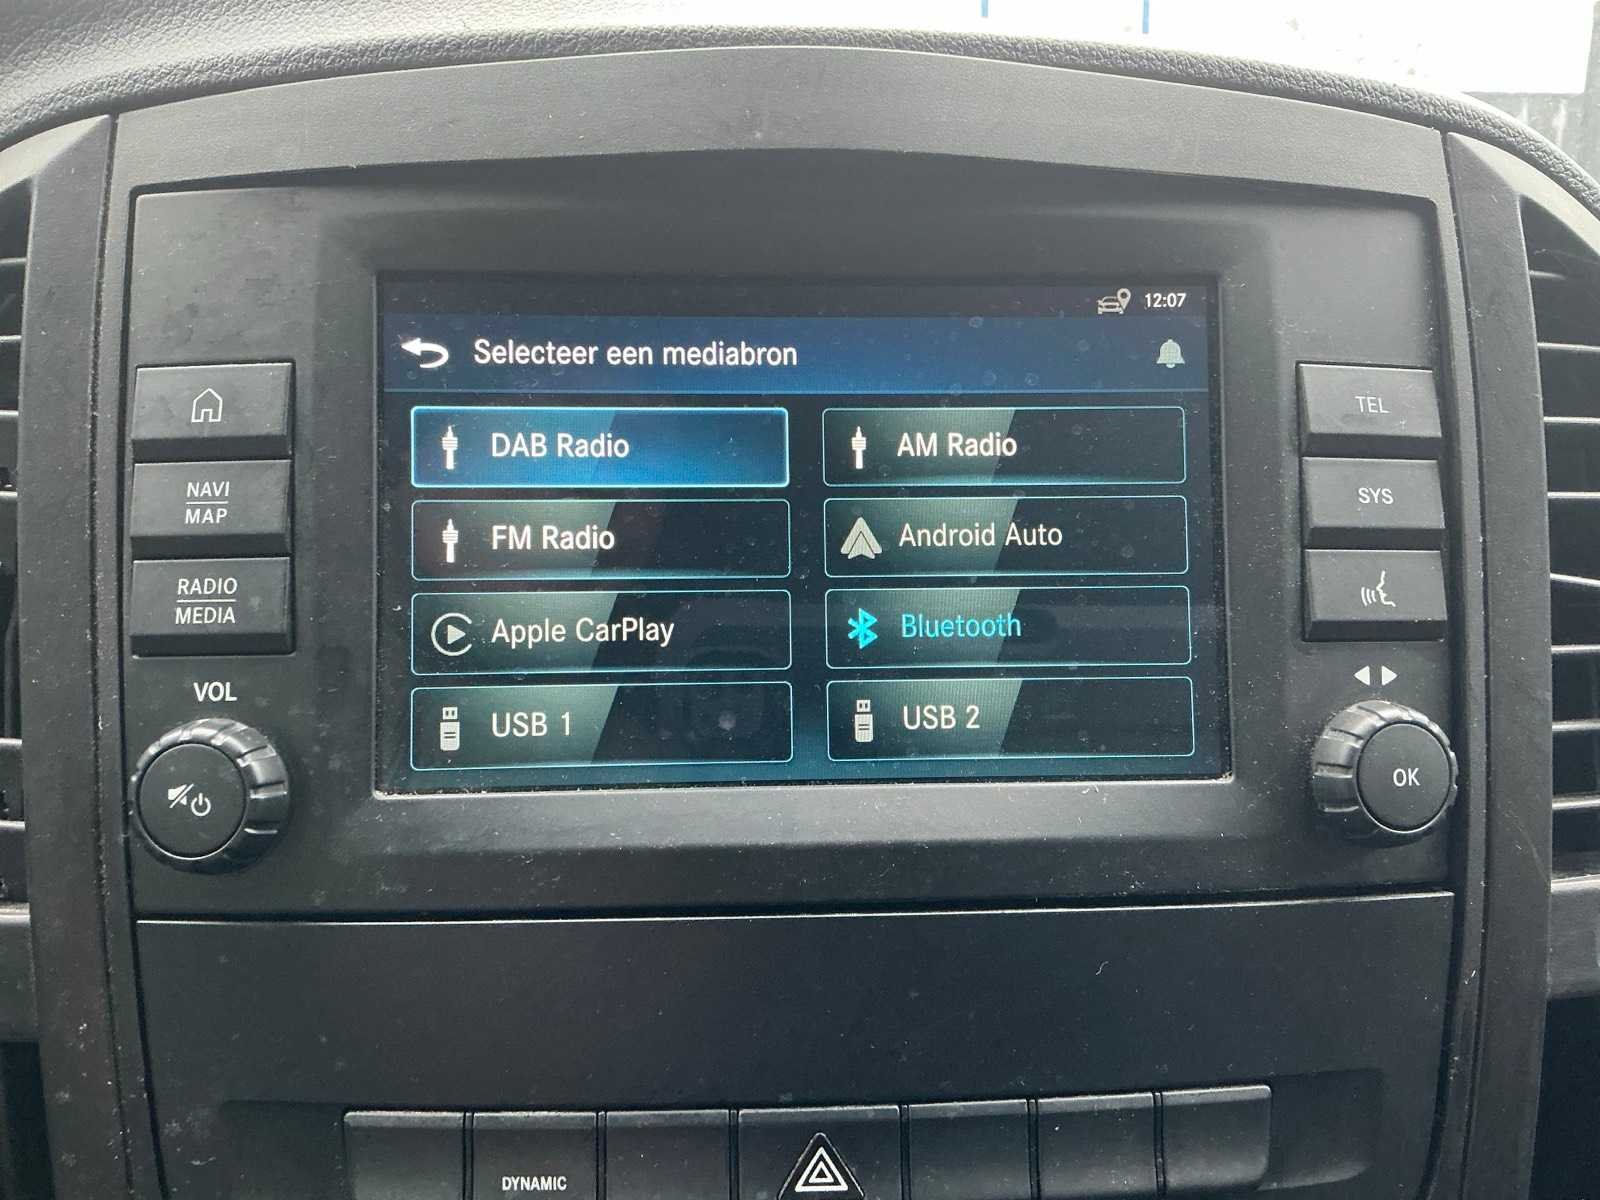 12:07
Selecteer een mediabron
DAB Radio
AM Radio
FM Radio
Android Auto
Apple CarPlay
Bluetooth
USB 1
USB 2
NAVI
MAP
RADIO
MEDIA
VOL
TEL
SYS
OK
DYNAMIC